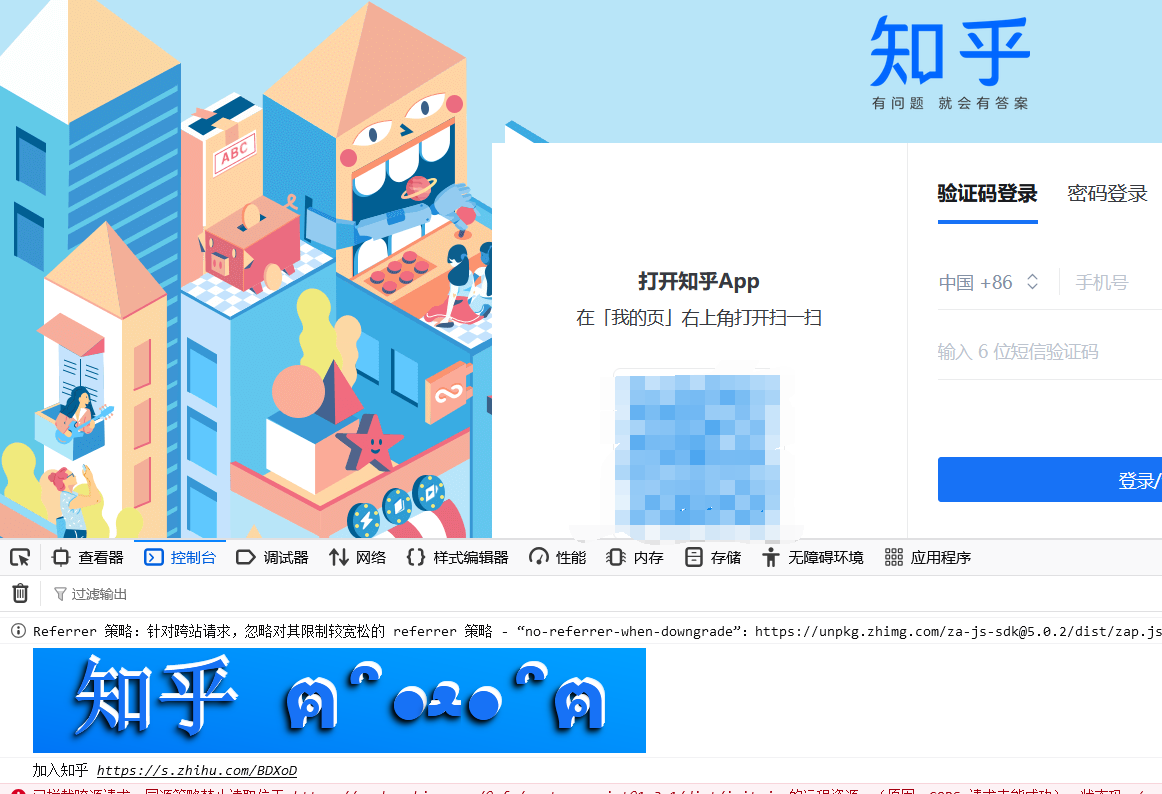 知乎
有问题 就会有答案
ABC
验证码登录 密码登录
打开知乎App
在「我的页」右上角打开扫一扫
中国 +86 手机号
输入 6 位短信验证码
登录/
查看器 控制台 调试器 网络 样式编辑器 性能 内存 存储 无障碍环境 应用程序
过滤输出
Referrer 策略：针对跨站请求，忽略对其限制较宽松的 referrer 策略 - “no-referrer-when-downgrade”：https://unpkg.zhimg.com/za-js-sdk@5.0.2/dist/zap.js
知乎 ฅ^•ﻌ•^ฅ
加入知乎 https://s.zhihu.com/BDXoD